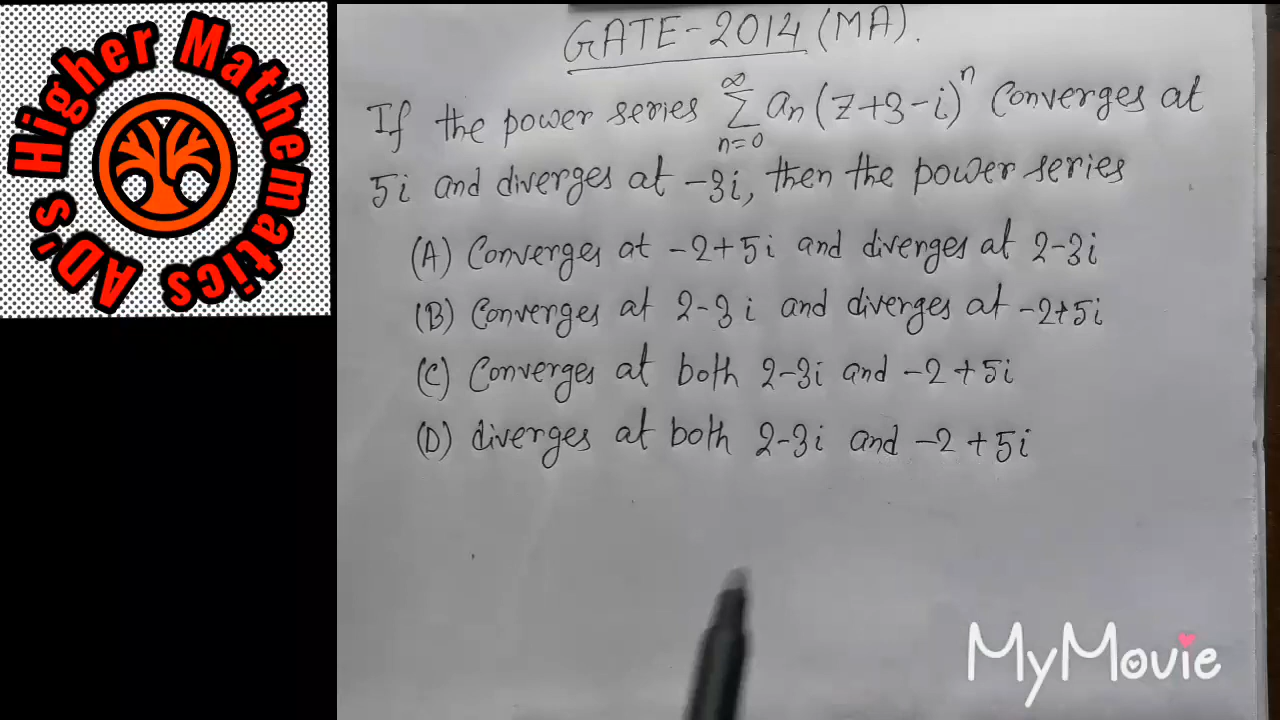 AD's Higher Mathematics
GATE-2014 (MA).
If the power series ∑_{n=0}^{∞} an (z+3-i)^n Converges at
5i and diverges at -3i, then the power series
(A) Converges at -2+5i and diverges at 2-3i
(B) Converges at 2-3i and diverges at -2+5i
(C) Converges at both 2-3i and -2+5i
(D) diverges at both 2-3i and -2+5i
MyMovie